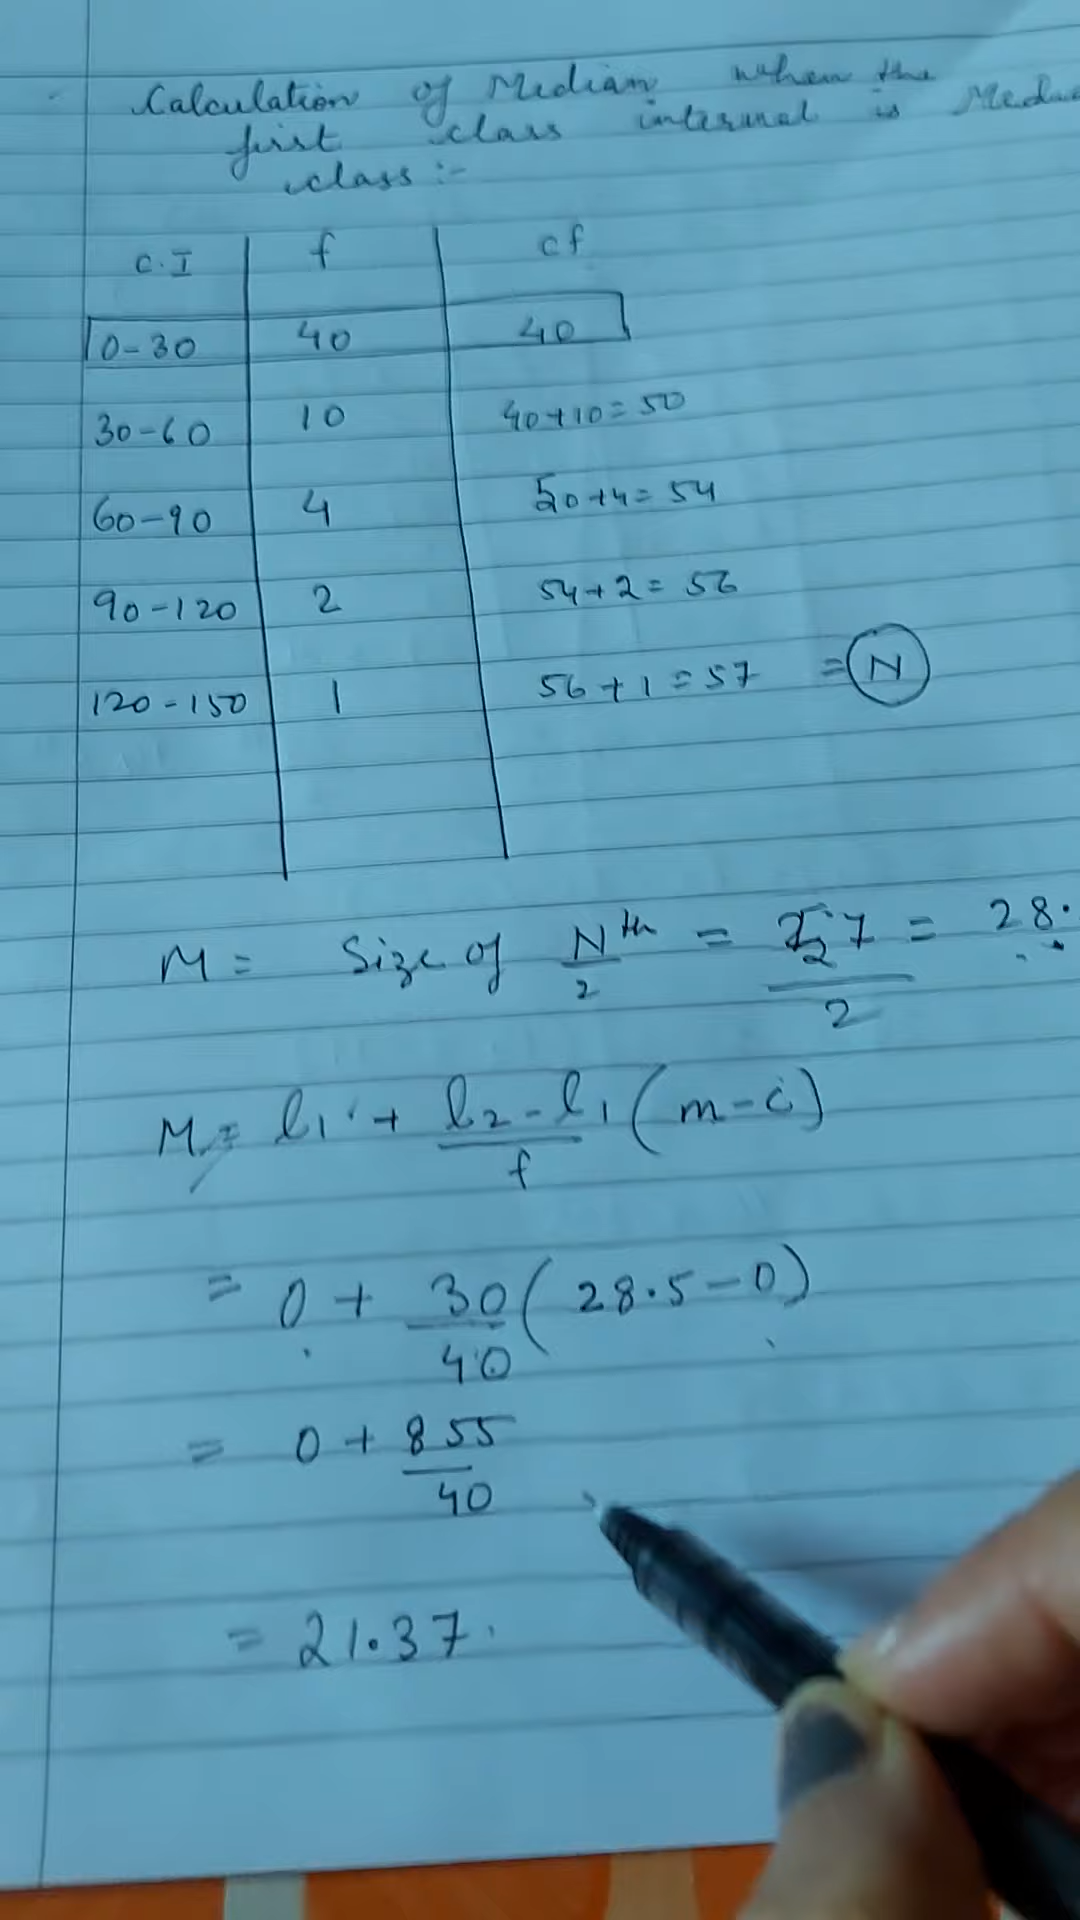 Calculation of Median when the
first class interval is
class :-
C.I f cf
0-30 40 40
30-60 10 40+10=50
60-90 4 50+4=54
90-120 2 54+2=56
120-150 1 56+1=57 =(N)
M= Size of N/2 th = 57/2 = 28.
M= l₁ + l₂-l₁/f (m-c)
= 0 + 30/40 (28.5-0)
= 0 + 855/40
= 21.37.